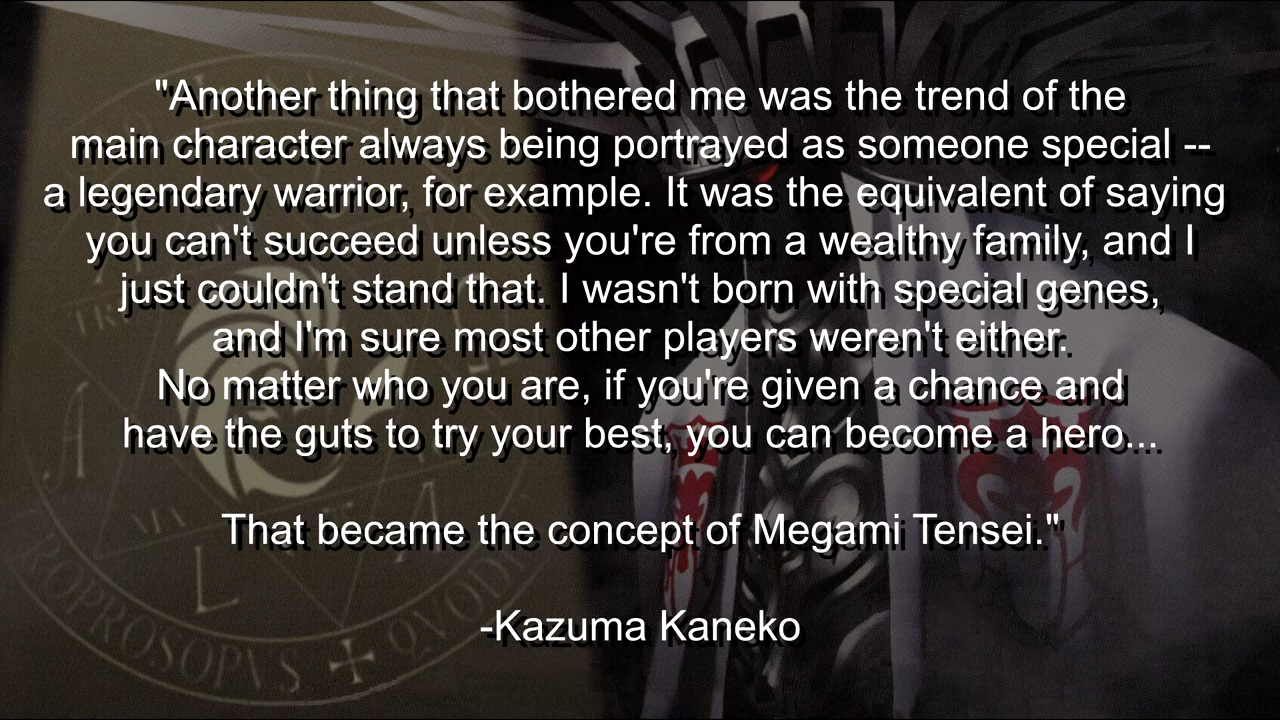 "Another thing that bothered me was the trend of the
main character always being portrayed as someone special --
a legendary warrior, for example. It was the equivalent of saying
you can't succeed unless you're from a wealthy family, and I
just couldn't stand that. I wasn't born with special genes,
and I'm sure most other players weren't either.
No matter who you are, if you're given a chance and
have the guts to try your best, you can become a hero...
That became the concept of Megami Tensei."
-Kazuma Kaneko